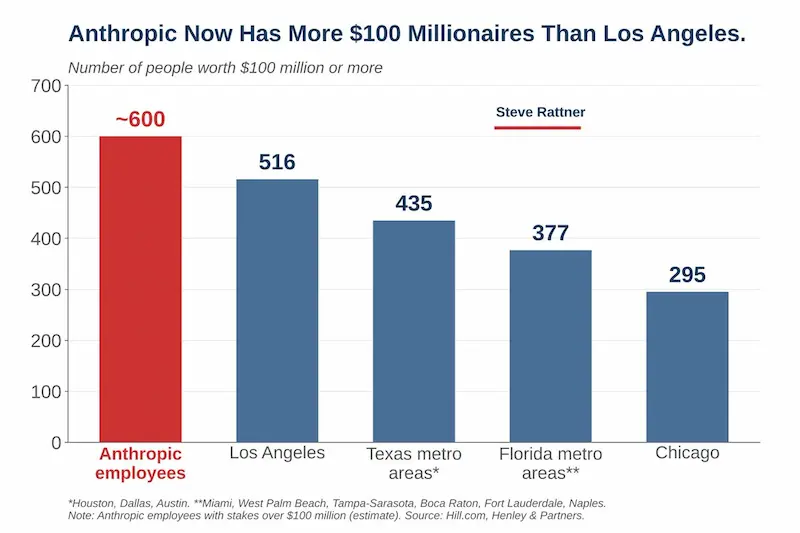 Anthropic Now Has More $100 Millionaires Than Los Angeles.
Number of people worth $100 million or more
700
600
500
400
300
200
100
0
Steve Rattner
~600
516
435
377
295
Anthropic
employees
Los Angeles
Texas metro
areas*
Florida metro
areas**
Chicago
*Houston, Dallas, Austin. **Miami, West Palm Beach, Tampa-Sarasota, Boca Raton, Fort Lauderdale, Naples.
Note: Anthropic employees with stakes over $100 million (estimate). Source: Hill.com, Henley & Partners.